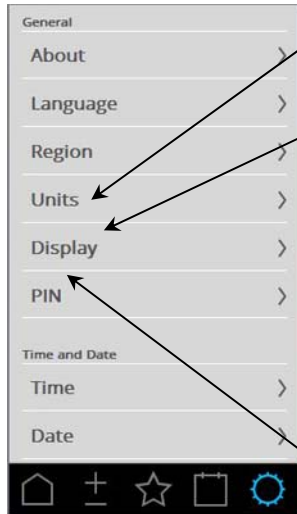 General
About
Language
Region
Units
Display
PIN
Time and Date
Time
Date